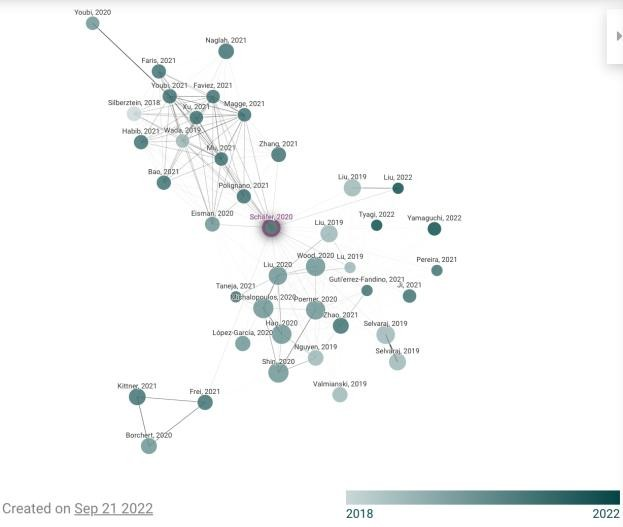 Youbi, 2020
Naglah, 2021
Faris, 2021
Youbi, 2021
Faviez, 2021
Silberztein, 2018
Xu, 2021
Magge, 2021
Habib, 2021
Wada, 2019
Mu, 2021
Zhang, 2021
Bao, 2021
Polignano, 2021
Liu, 2019
Liu, 2022
Eisman, 2020
Schäfer, 2020
Liu, 2019
Tyagi, 2022
Yamaguchi, 2022
Liu, 2020
Wood, 2020
Lu, 2019
Pereira, 2021
Taneja, 2021
Gutiérrez-Fandino, 2021
Ji, 2021
Michalopoulos, 2020
Poerner, 2020
Hao, 2020
Zhao, 2021
López-García, 2020
Selvaraj, 2019
Nguyen, 2019
Selvaraj, 2019
Shin, 2020
Valmianski, 2019
Kittner, 2021
Frei, 2021
Borchert, 2020
Created on Sep 21 2022
2018
2022